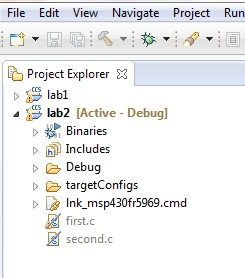 File Edit View Navigate Project Run
Project Explorer
lab1
lab2 [Active - Debug]
Binaries
Includes
Debug
targetConfigs
lnk_msp430fr5969.cmd
first.c
second.c